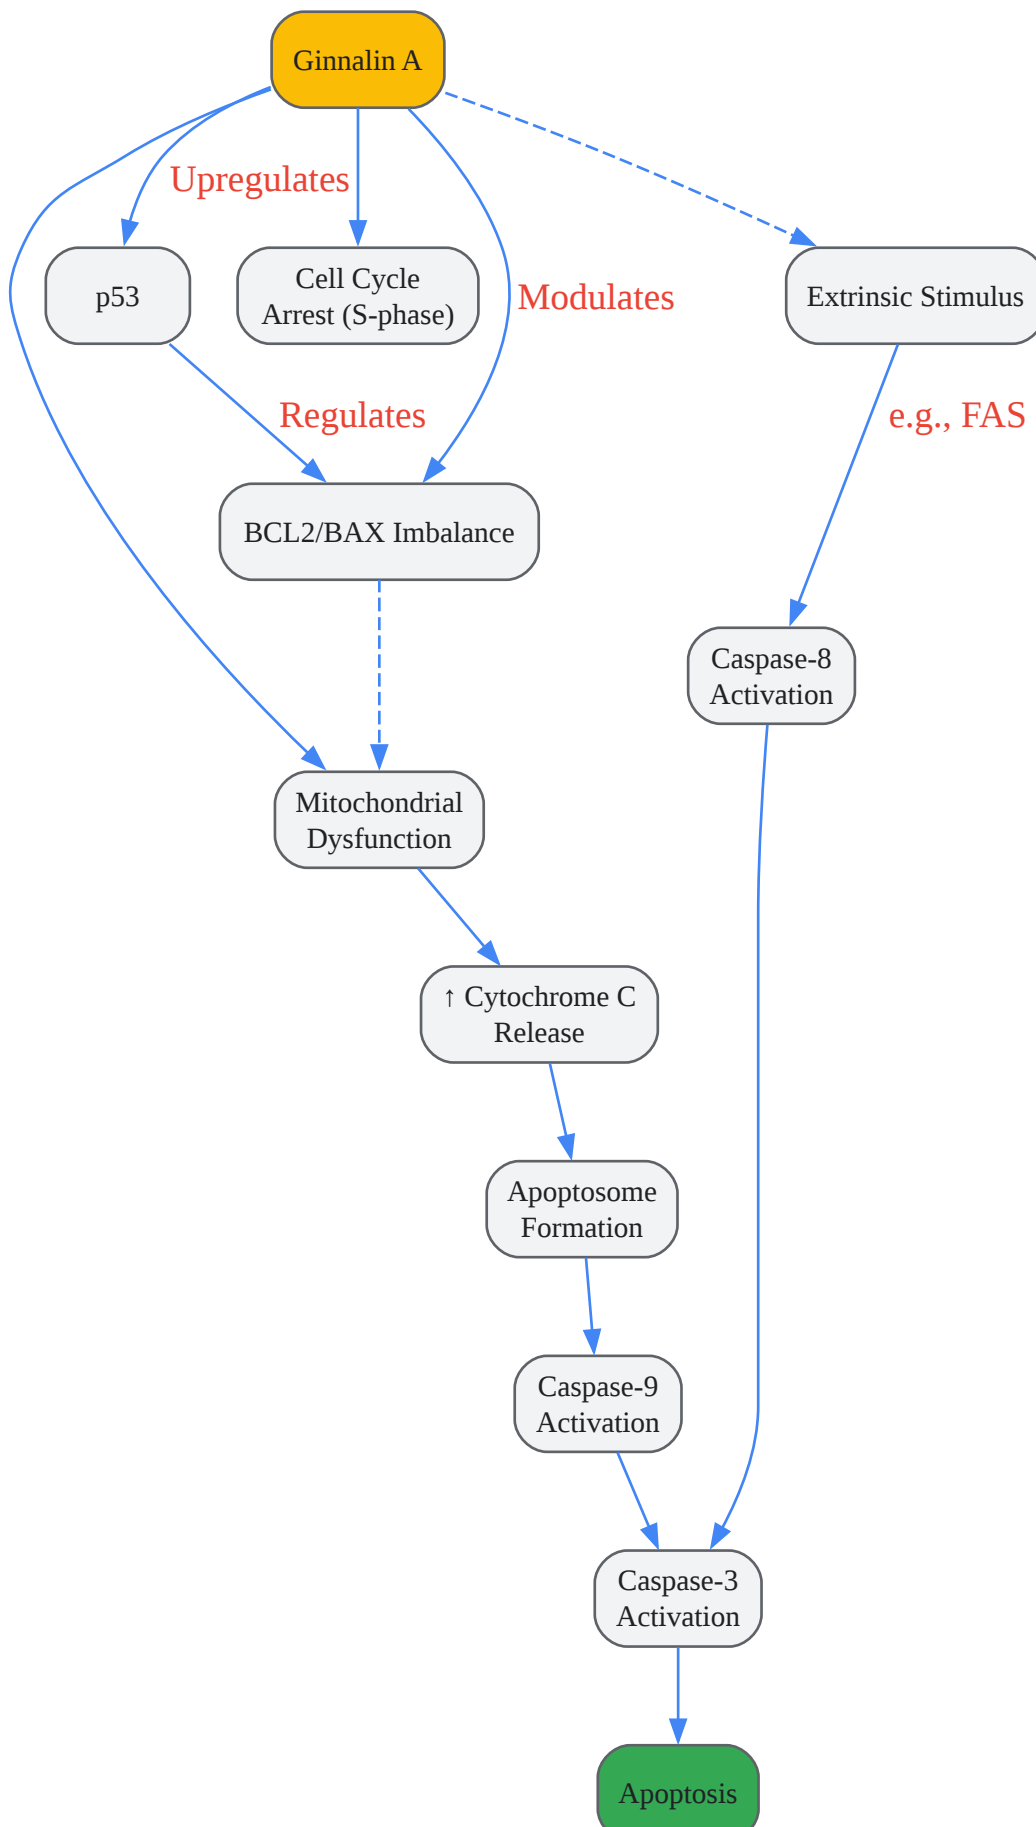 Ginnalin A
Upregulates
p53
Cell Cycle
Arrest (S-phase)
Modulates
Extrinsic Stimulus
Regulates
e.g., FAS
BCL2/BAX Imbalance
Caspase-8
Activation
Mitochondrial
Dysfunction
↑ Cytochrome C
Release
Apoptosome
Formation
Caspase-9
Activation
Caspase-3
Activation
Apoptosis